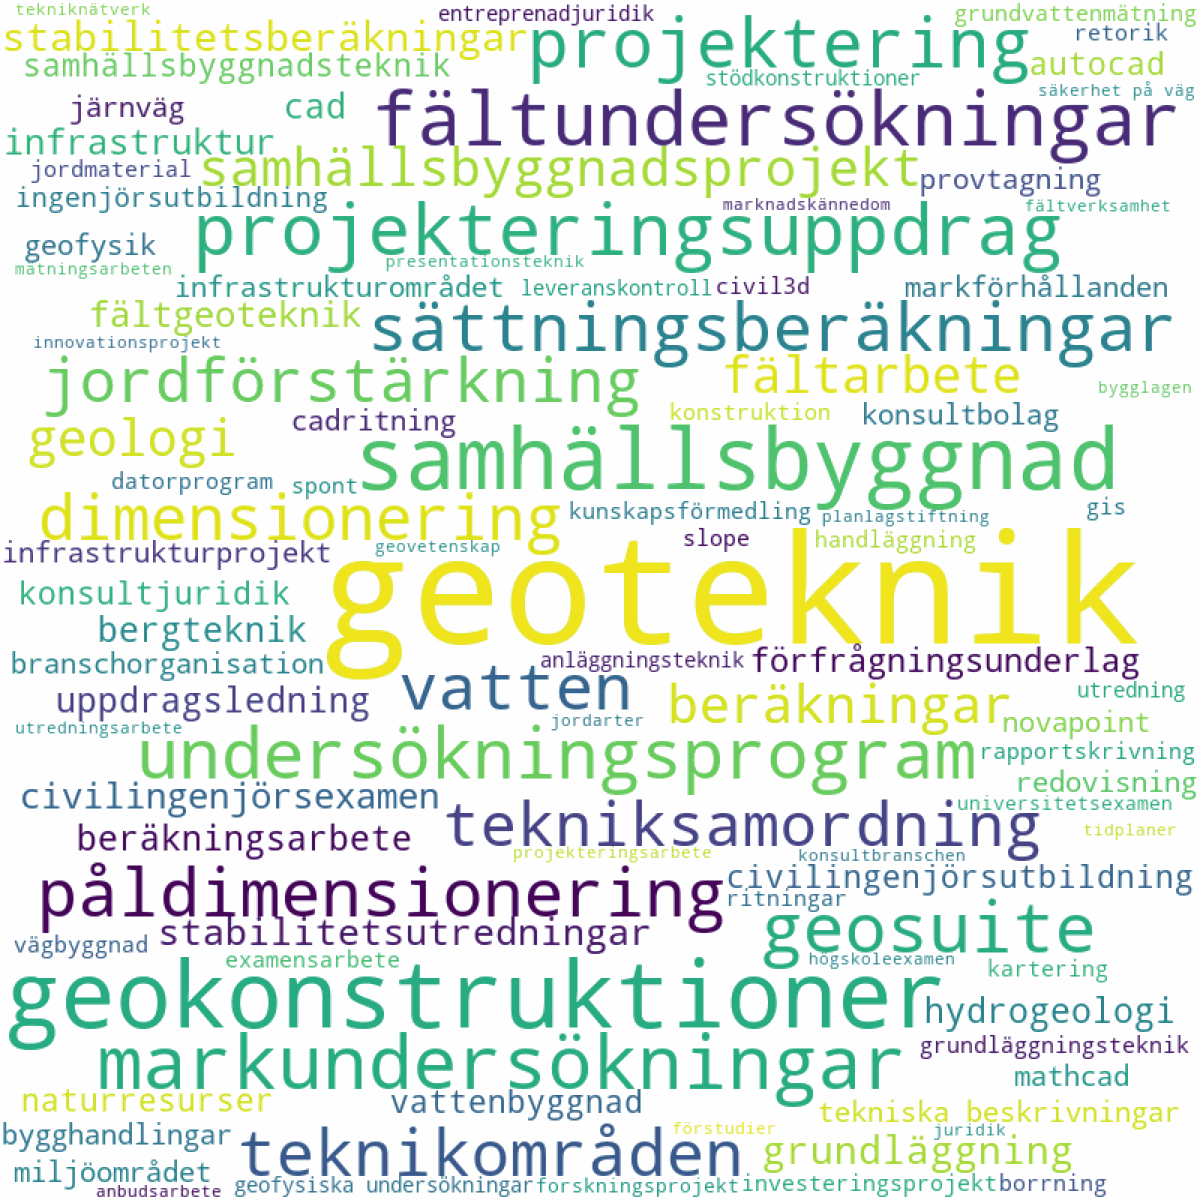 tekniknätverk
entreprenadjuridik
grundvattenmätning
stabilitetsberäkningar
projektering
retorik
samhällsbyggnadsteknik
stödkonstruktioner
autocad
säkerhet på väg
järnväg
cad
fältundersökningar
infrastruktur
jordmaterial
samhällsbyggnadsprojekt
provtagning
ingenjörsutbildning
marknadskännedom
fältverksamhet
projekteringsuppdrag
geofysik
mätningsarbeten
presentationsteknik
infrastrukturområdet
leveranskontroll
civil3d
markförhållanden
fältgeoteknik
sättningsberäkningar
innovationsprojekt
jordförstärkning
fältarbete
bygglagen
cadritning
konstruktion
konsultbolag
geologi
samhällsbyggnad
datorprogram
spont
dimensionering
kunskapsförmedling
planlagstiftning
gis
infrastrukturprojekt
geovetenskap
slope
handläggning
geoteknik
konsultjuridik
bergteknik
branschorganisation
anläggningsteknik
förfrågningsunderlag
uppdragsledning
vatten
beräkningar
utredning
utredningsarbete
jordarter
novapoint
undersökningsprogram
rapportskrivning
redovisning
civilingenjörsexamen
universitetsexamen
beräkningsarbete
tekniksamordning
tidplaner
projekteringsarbete
konsultbranschen
påldimensionering
civilingenjörsutbildning
ritningar
vägbyggnad
stabilitetsutredningar
geosuite
examensarbete
högskoleexamen
kartering
geokonstruktioner
hydrogeologi
markundersökningar
grundläggningsteknik
mathcad
naturresurser
vattenbyggnad
tekniska beskrivningar
bygghandlingar
teknikområden
förstudier
juridik
grundläggning
miljöområdet
anbudsarbete
geofysiska undersökningar
forskningsprojekt
investeringsprojekt
borrning